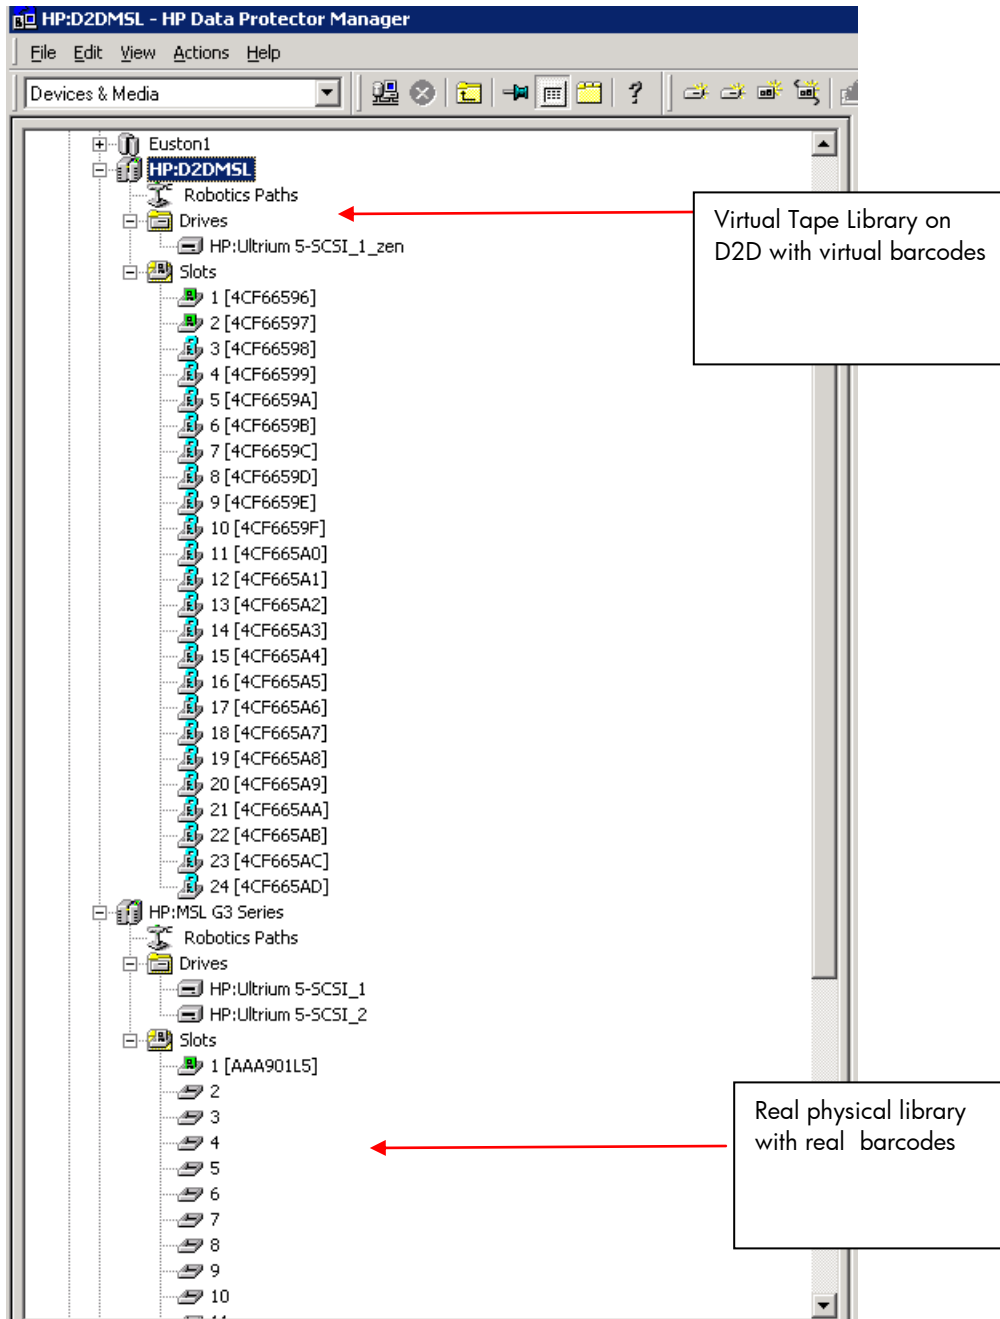 HP:D2DMSL - HP Data Protector Manager
File Edit View Actions Help
Devices & Media
Euston1
HP:D2DMSL
Robotics Paths
Drives
HP:Ultrium 5-SCSI_1_zen
Slots
1 [4CF66596]
2 [4CF66597]
3 [4CF66598]
4 [4CF66599]
5 [4CF6659A]
6 [4CF6659B]
7 [4CF6659C]
8 [4CF6659D]
9 [4CF6659E]
10 [4CF6659F]
11 [4CF665A0]
12 [4CF665A1]
13 [4CF665A2]
14 [4CF665A3]
15 [4CF665A4]
16 [4CF665A5]
17 [4CF665A6]
18 [4CF665A7]
19 [4CF665A8]
20 [4CF665A9]
21 [4CF665AA]
22 [4CF665AB]
23 [4CF665AC]
24 [4CF665AD]
HP:MSL G3 Series
Robotics Paths
Drives
HP:Ultrium 5-SCSI_1
HP:Ultrium 5-SCSI_2
Slots
1 [AAA901L5]
2
3
4
5
6
7
8
9
10
Virtual Tape Library on
D2D with virtual barcodes
Real physical library
with real barcodes